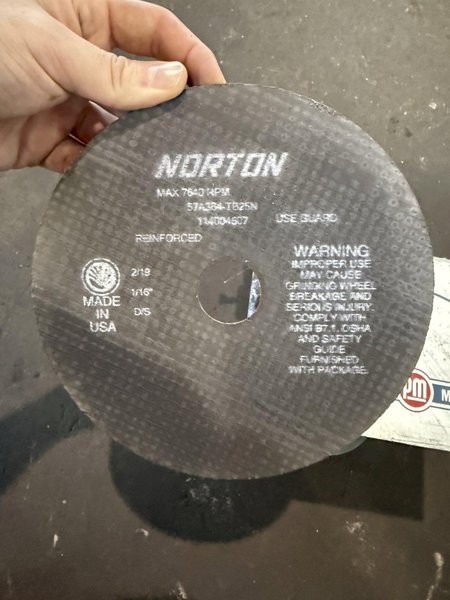 NORTON
MAX 7640 RPM
57A364-TB25N
114004607
USE GUARD
REINFORCED
MADE
IN
USA
2/19
1/16"
D/S
WARNING
IMPROPER USE
MAY CAUSE
GRINDING WHEEL
BREAKAGE AND
SERIOUS INJURY.
COMPLY WITH
ANSI B7.1, OSHA
AND SAFETY
GUIDE
FURNISHED
WITH PACKAGE.
PM
M